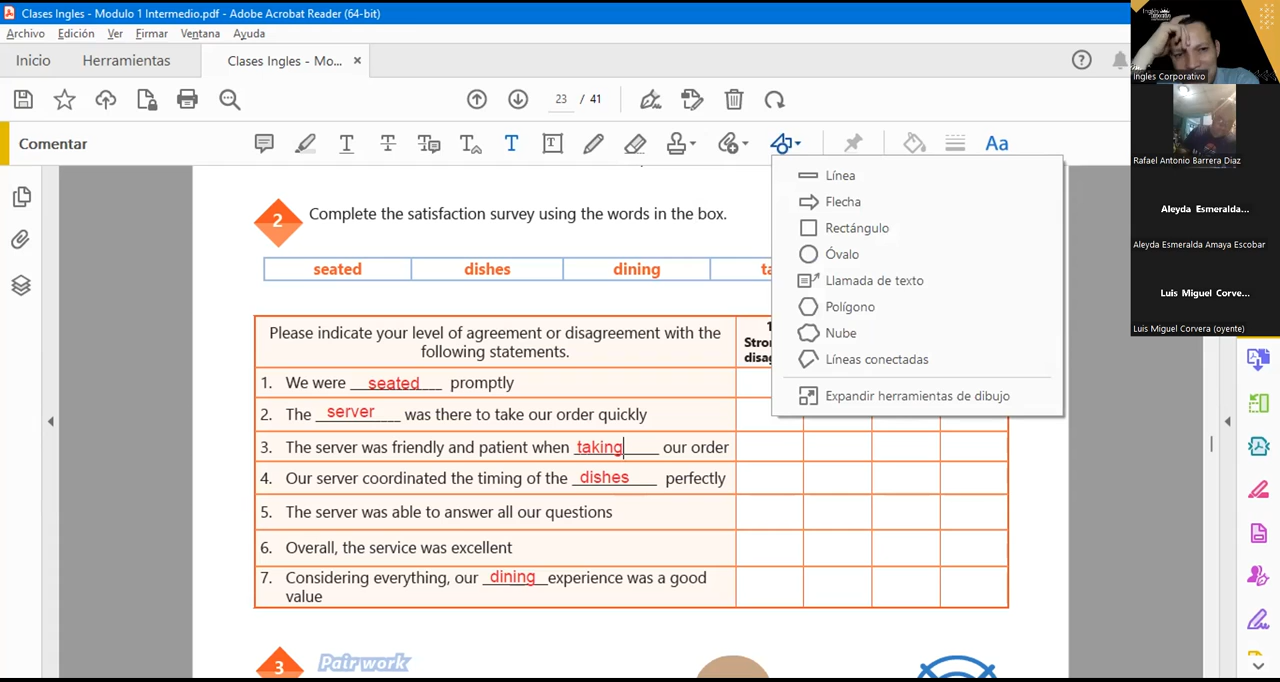 Clases Ingles - Modulo 1 Intermedio.pdf - Adobe Acrobat Reader (64-bit)
Archivo Edición Ver Firmar Ventana Ayuda
Inicio Herramientas Clases Ingles - Mo... ×
23 / 41
Comentar
Aa
Línea
Flecha
Rectángulo
Óvalo
Llamada de texto
Polígono
Nube
Líneas conectadas
Expandir herramientas de dibujo
2 Complete the satisfaction survey using the words in the box.
seated dishes dining
Please indicate your level of agreement or disagreement with the
following statements.
1
1. We were seated promptly
2. The server was there to take our order quickly
3. The server was friendly and patient when taking our order
4. Our server coordinated the timing of the dishes perfectly
5. The server was able to answer all our questions
6. Overall, the service was excellent
7. Considering everything, our dining experience was a good
value
3 Pair work
Ingles Corporativo
Rafael Antonio Barrera Diaz
Aleyda Esmeralda...
Aleyda Esmeralda Amaya Escobar
Luis Miguel Corve...
Luis Miguel Corvera (oyente)